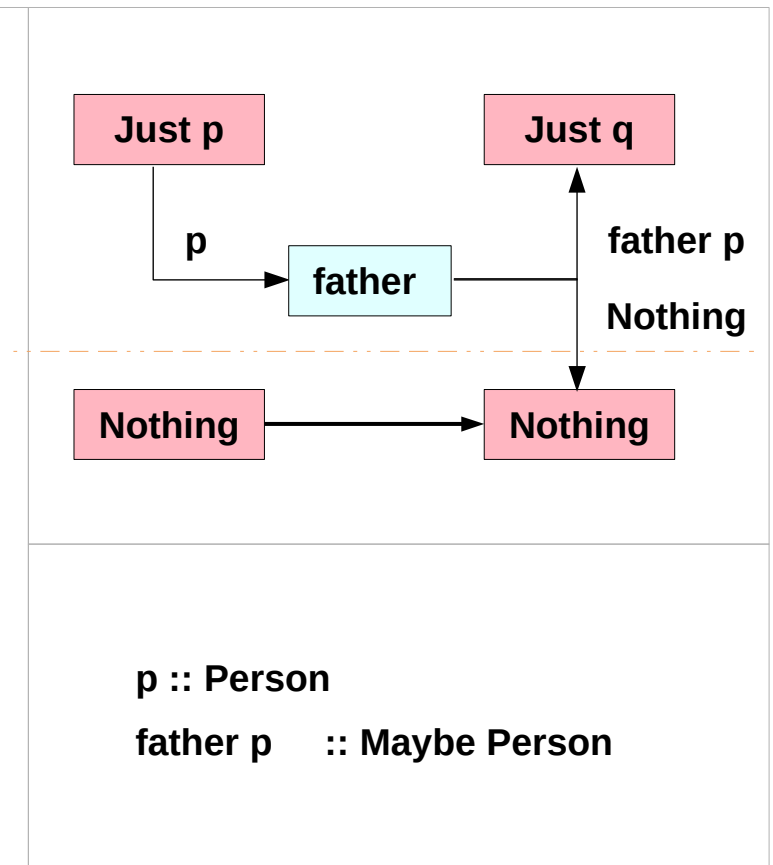 Just p
Just q
p
father p
father
Nothing
Nothing
Nothing
p :: Person
father p :: Maybe Person